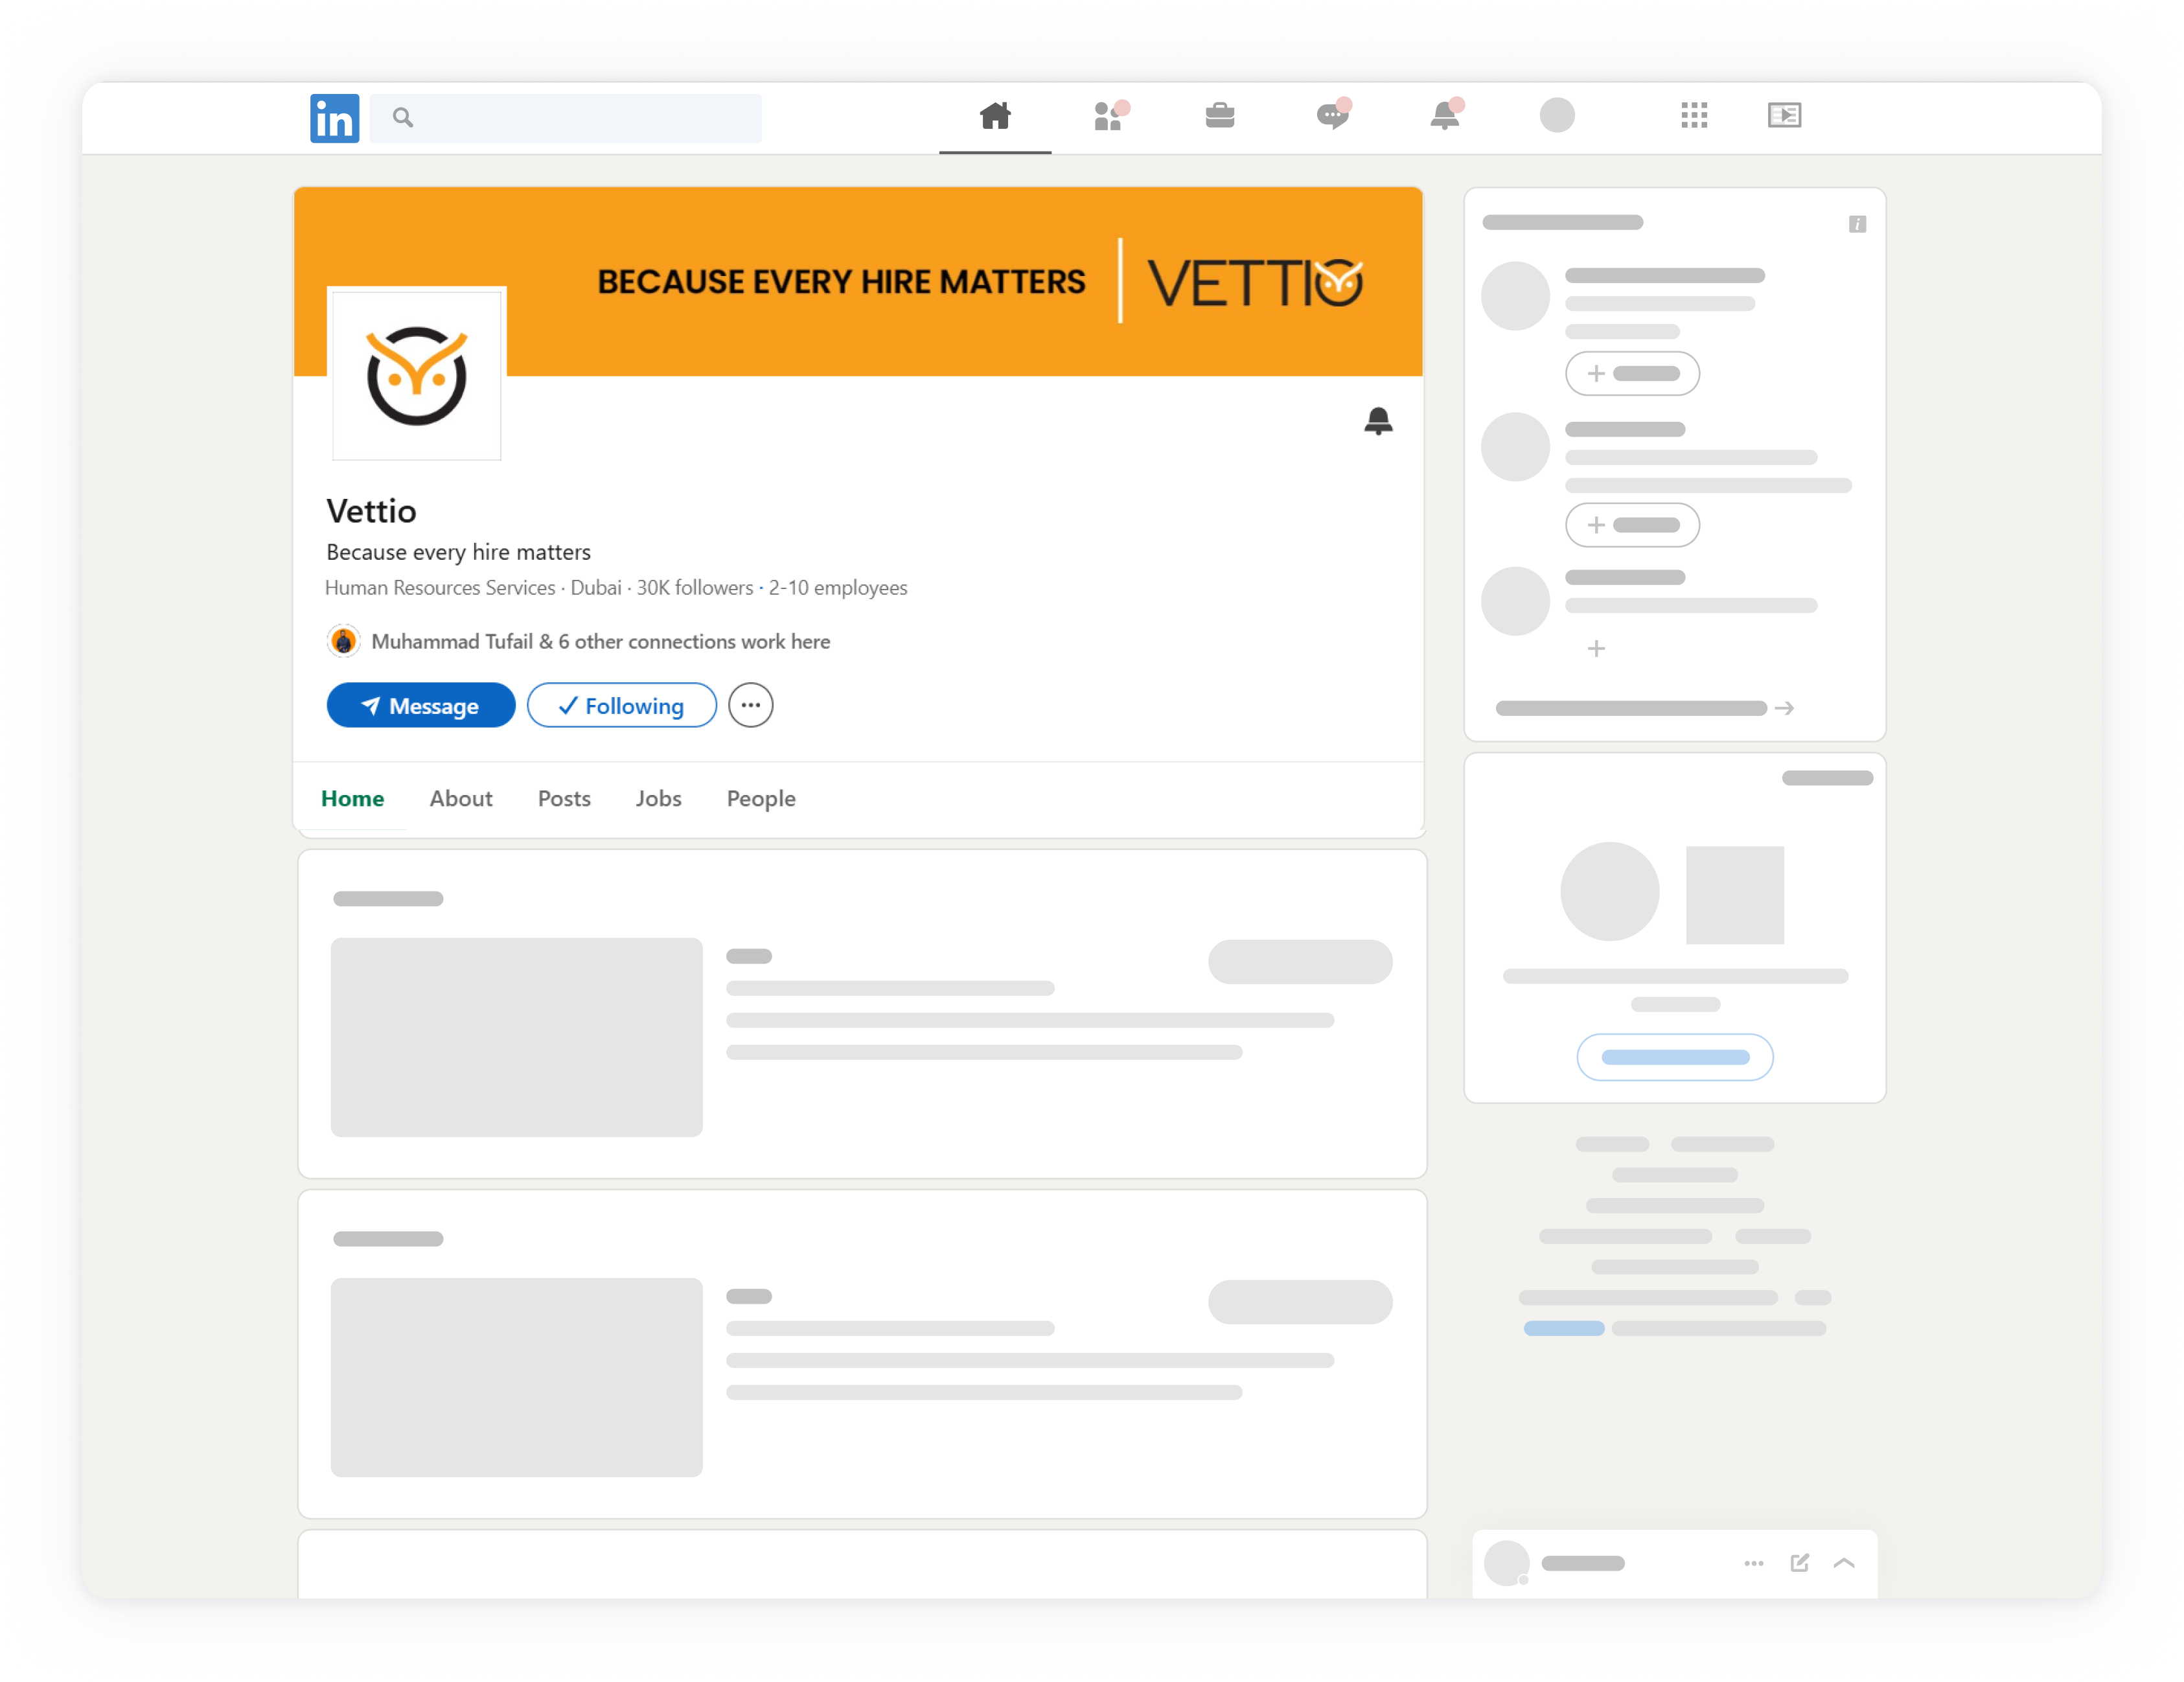 in
BECAUSE EVERY HIRE MATTERS
VETTIO
Vettio
Because every hire matters
Human Resources Services · Dubai · 30K followers · 2-10 employees
Muhammad Tufail & 6 other connections work here
Message
Following
Home
About
Posts
Jobs
People